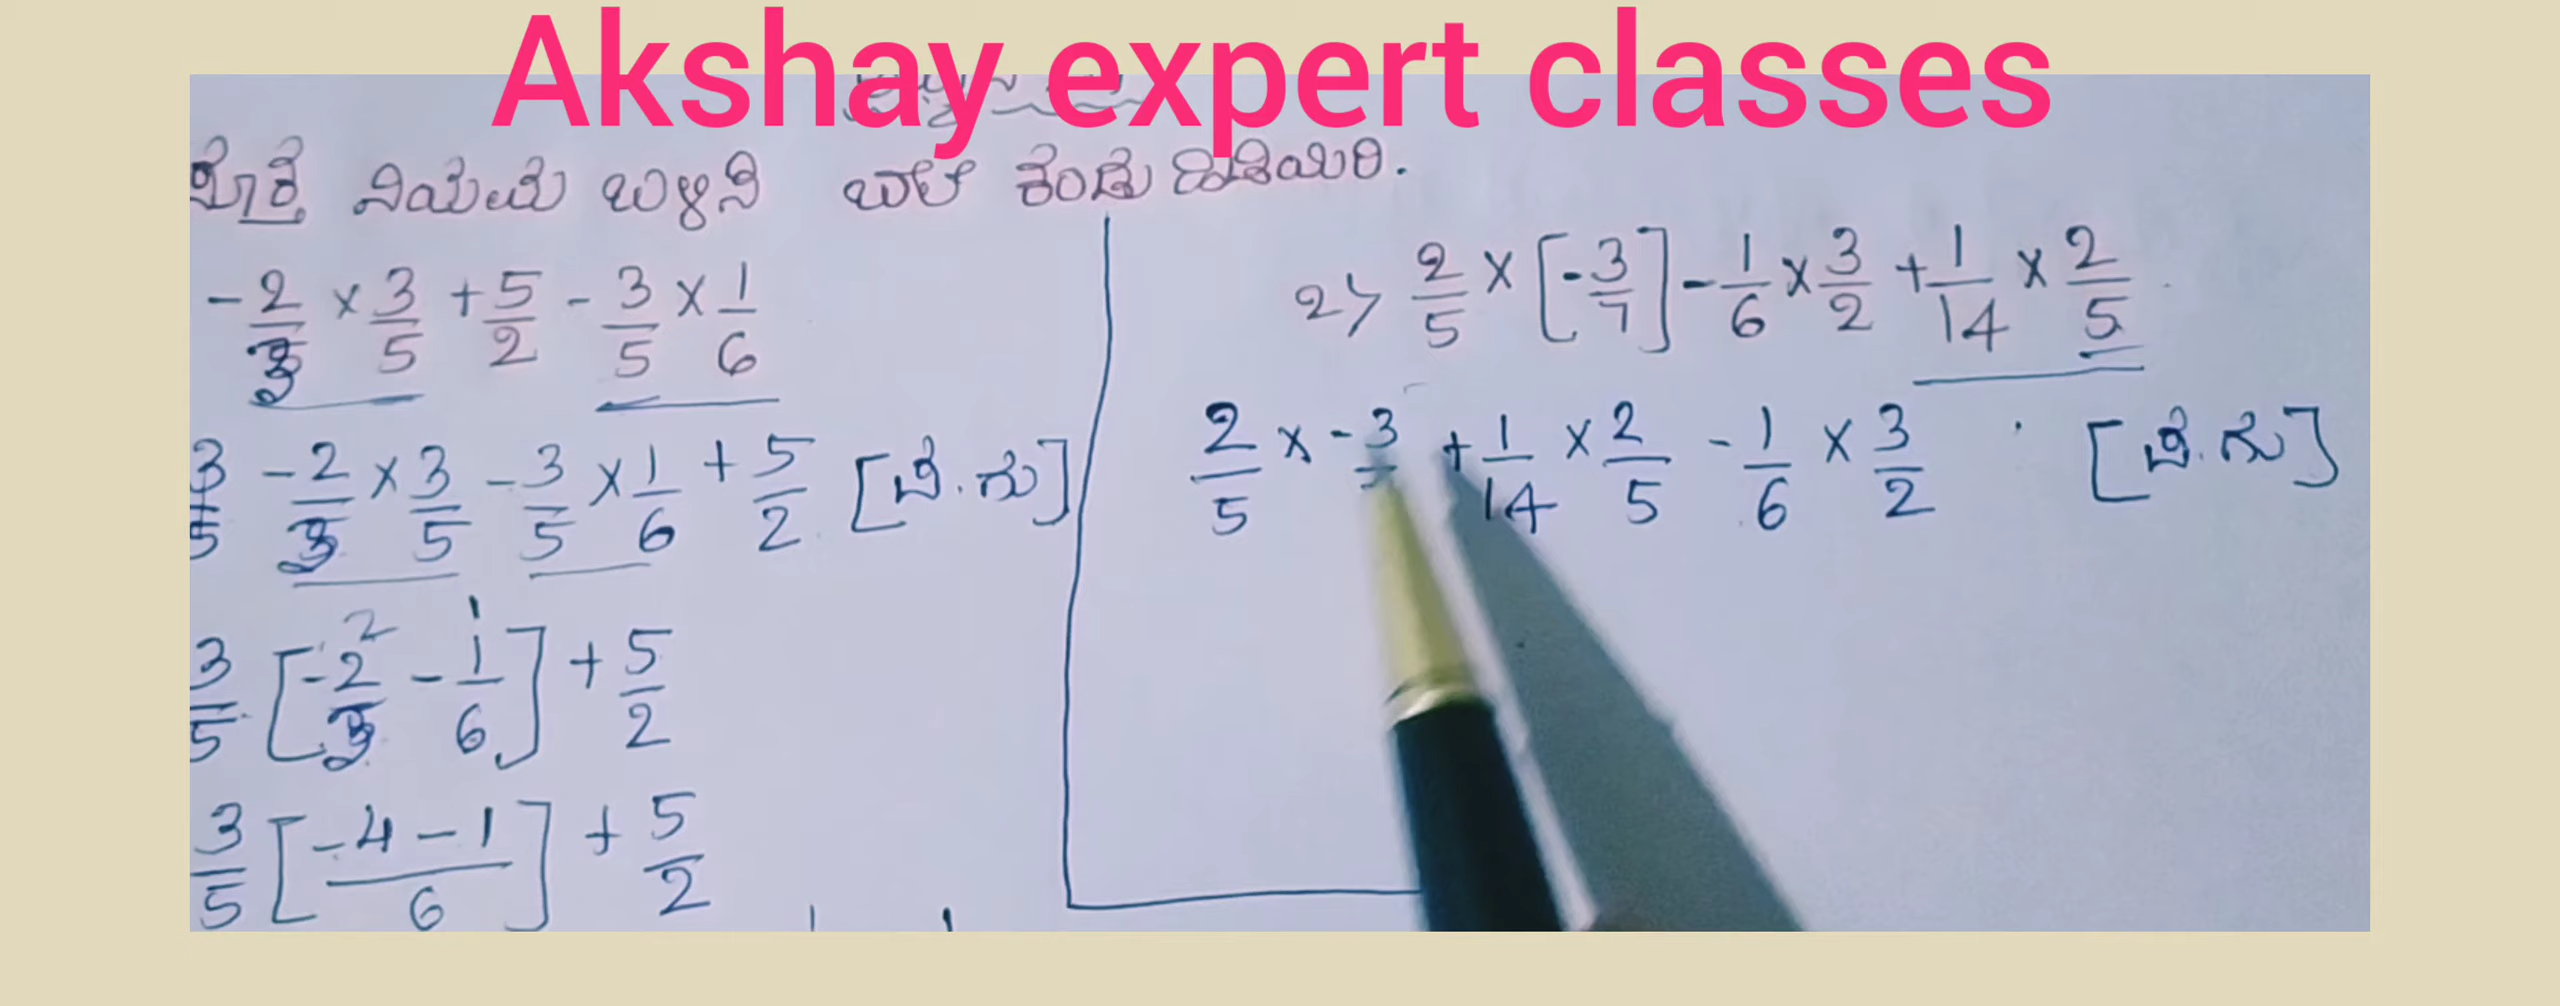 Akshay expert classes
ನಿಯಮ ಬಳಸಿ ಬೆಲೆ ಕಂಡು ಹಿಡಿಯಿರಿ.
- 2/3 × 3/5 + 5/2 - 3/5 × 1/6
3/5 - 2/3 × 3/5 - 3/5 × 1/6 + 5/2 [ಪ.ಗು]
3/5 [-2/3 - 1/6] + 5/2
3/5 [-4-1/6] + 5/2
2) 2/5 × [-3/7] - 1/6 × 3/2 + 1/14 × 2/5
2/5 × -3 + 1/14 × 2/5 - 1/6 × 3/2 [ಪ.ಗು]